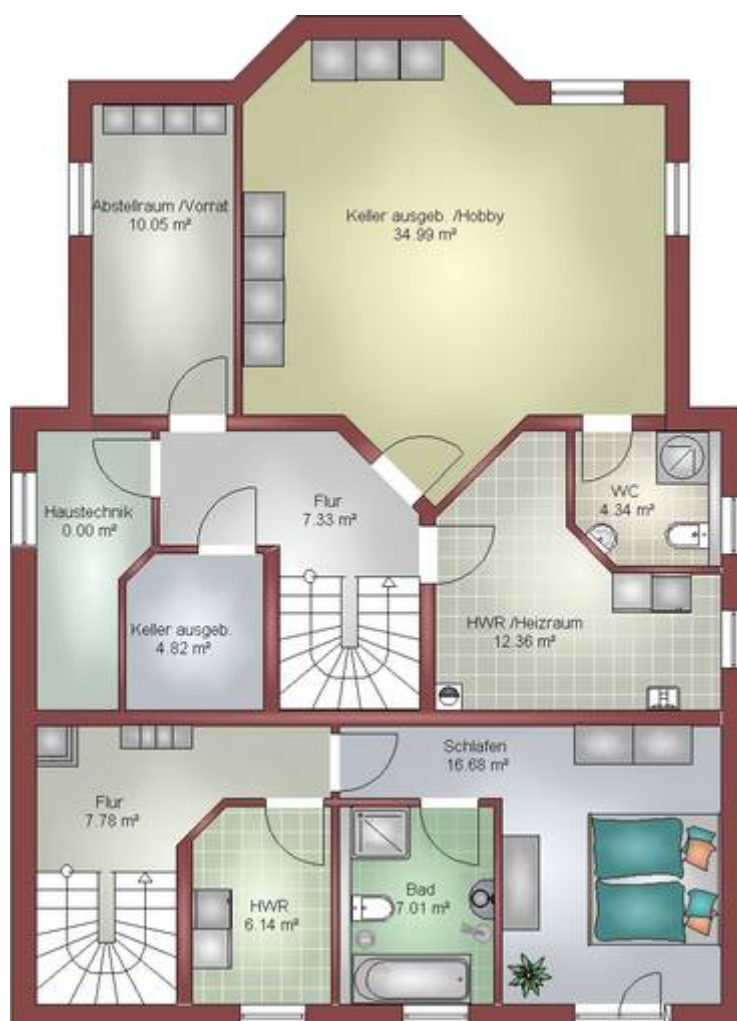 Abstellraum /Vorrat
10.05 m²
Keller ausgeb. /Hobby
34.99 m²
Haustechnik
0.00 m²
Flur
7.33 m²
WC
4.34 m²
Keller ausgeb.
4.82 m²
HWR /Heizraum
12.36 m²
Schlafen
16.68 m²
Flur
7.78 m²
HWR
6.14 m²
Bad
7.01 m²